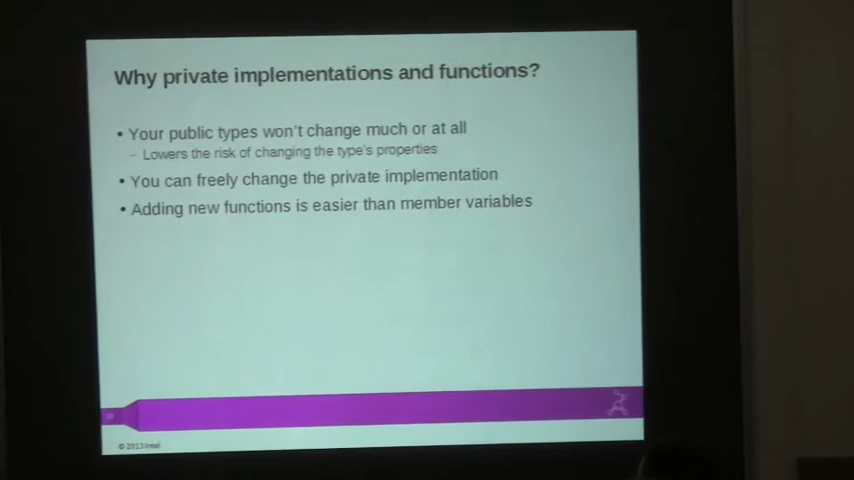 Why private implementations and functions?
• Your public types won't change much or at all
– Lowers the risk of changing the type's properties
• You can freely change the private implementation
• Adding new functions is easier than member variables
© 2013